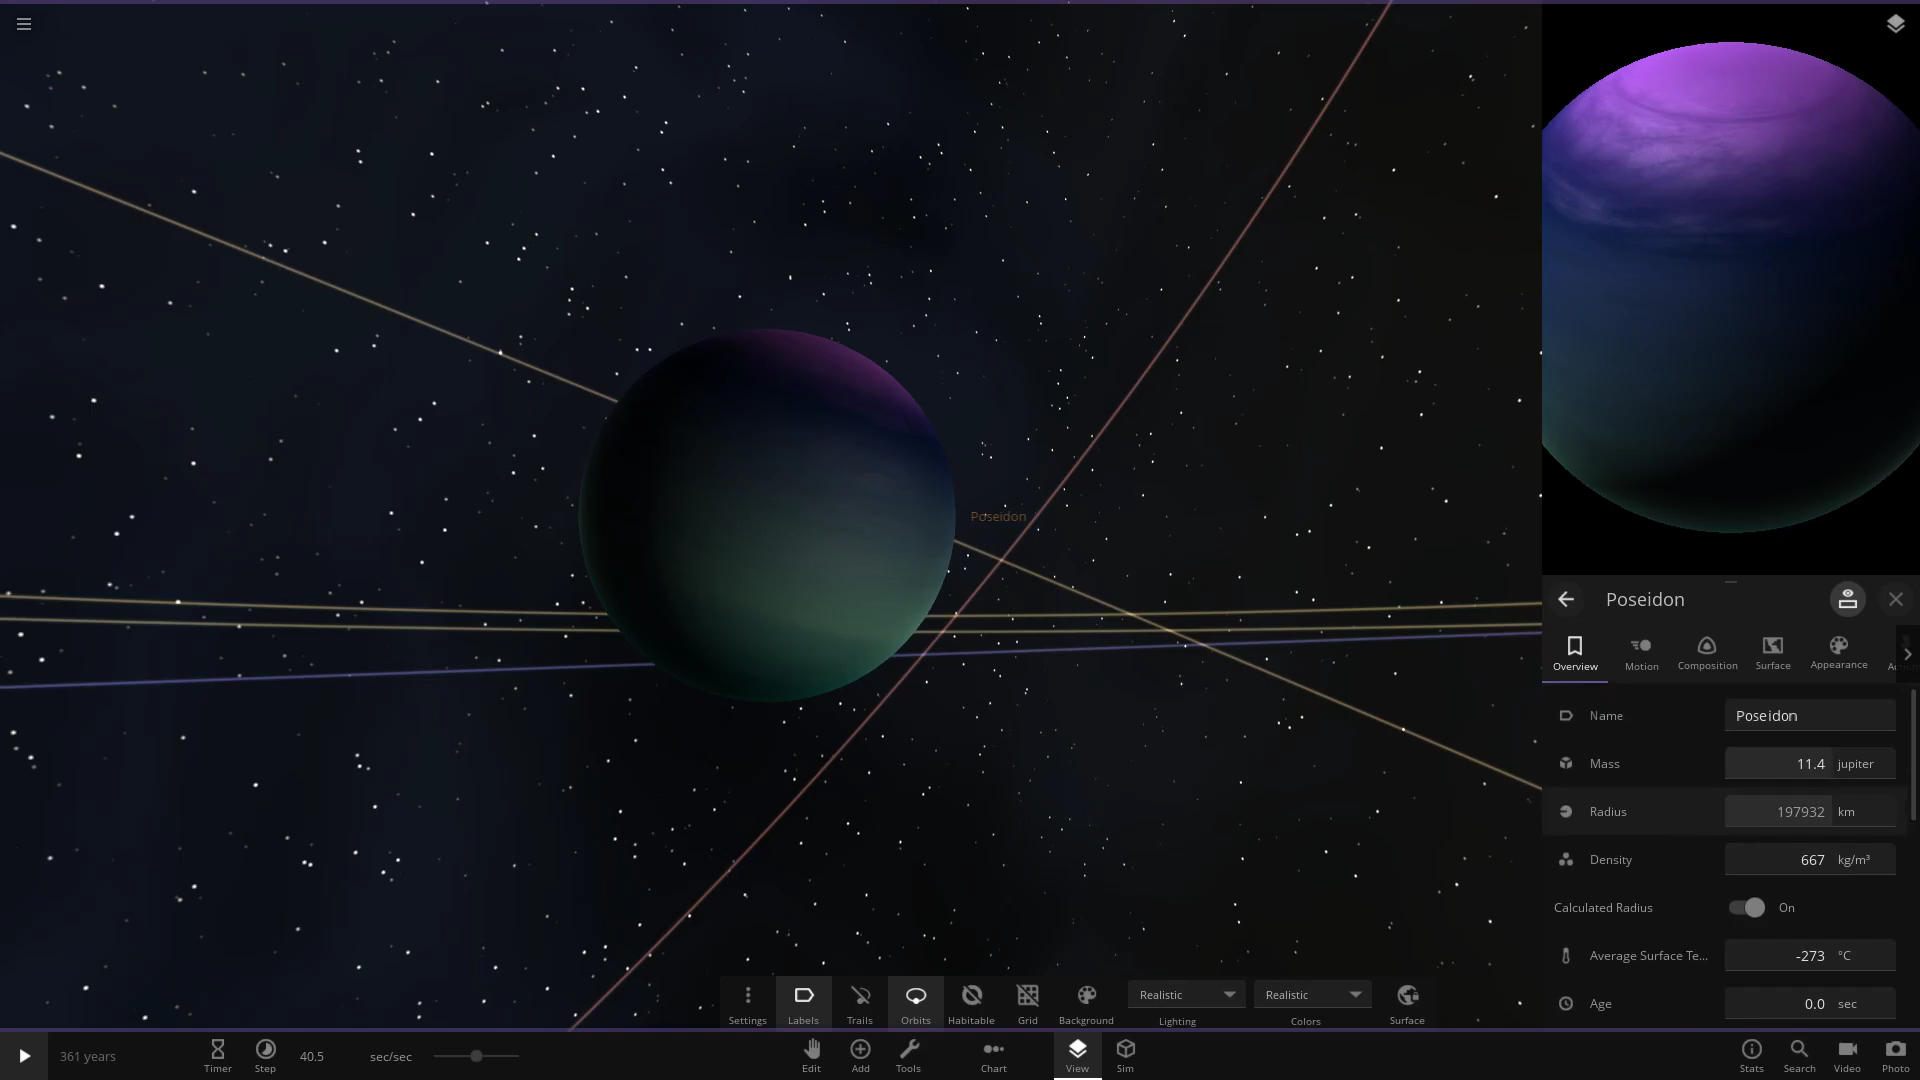 Poseidon
Poseidon
Overview
Motion
Composition
Surface
Appearance
Name
Poseidon
Mass
11.4 jupiter
Radius
197932 km
Density
667 kg/m³
Calculated Radius
On
Average Surface Te...
-273 °C
Age
0.0 sec
Settings
Labels
Trails
Orbits
Habitable
Grid
Background
Realistic
Lighting
Realistic
Colors
Surface
361 years
Timer
Step
40.5 sec/sec
Edit
Add
Tools
Chart
View
Sim
Stats
Search
Video
Photo